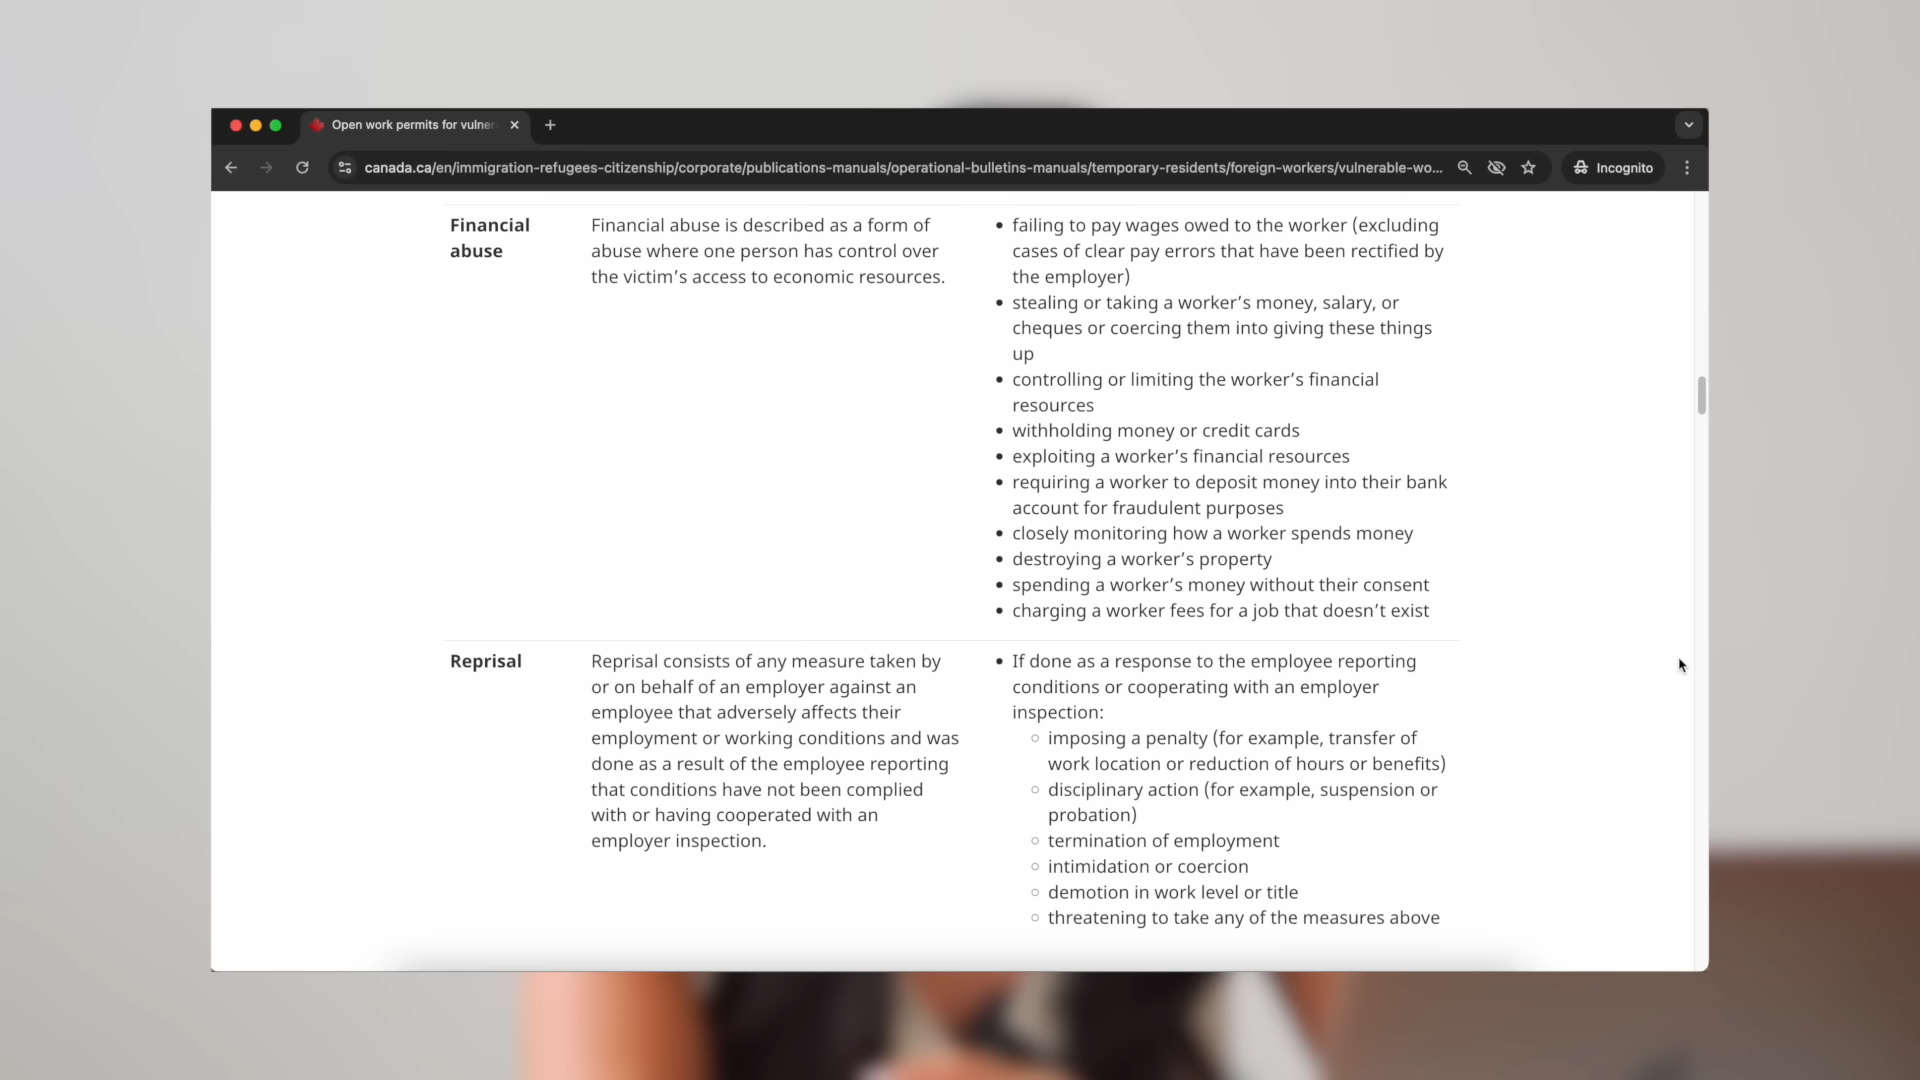 Open work permits for vulner
canada.ca/en/immigration-refugees-citizenship/corporate/publications-manuals/operational-bulletins-manuals/temporary-residents/foreign-workers/vulnerable-wo...
Incognito
Financial
abuse
Financial abuse is described as a form of
abuse where one person has control over
the victim’s access to economic resources.
• failing to pay wages owed to the worker (excluding
cases of clear pay errors that have been rectified by
the employer)
• stealing or taking a worker’s money, salary, or
cheques or coercing them into giving these things
up
• controlling or limiting the worker’s financial
resources
• withholding money or credit cards
• exploiting a worker’s financial resources
• requiring a worker to deposit money into their bank
account for fraudulent purposes
• closely monitoring how a worker spends money
• destroying a worker’s property
• spending a worker’s money without their consent
• charging a worker fees for a job that doesn’t exist
Reprisal
Reprisal consists of any measure taken by
or on behalf of an employer against an
employee that adversely affects their
employment or working conditions and was
done as a result of the employee reporting
that conditions have not been complied
with or having cooperated with an
employer inspection.
• If done as a response to the employee reporting
conditions or cooperating with an employer
inspection:
○ imposing a penalty (for example, transfer of
work location or reduction of hours or benefits)
○ disciplinary action (for example, suspension or
probation)
○ termination of employment
○ intimidation or coercion
○ demotion in work level or title
○ threatening to take any of the measures above